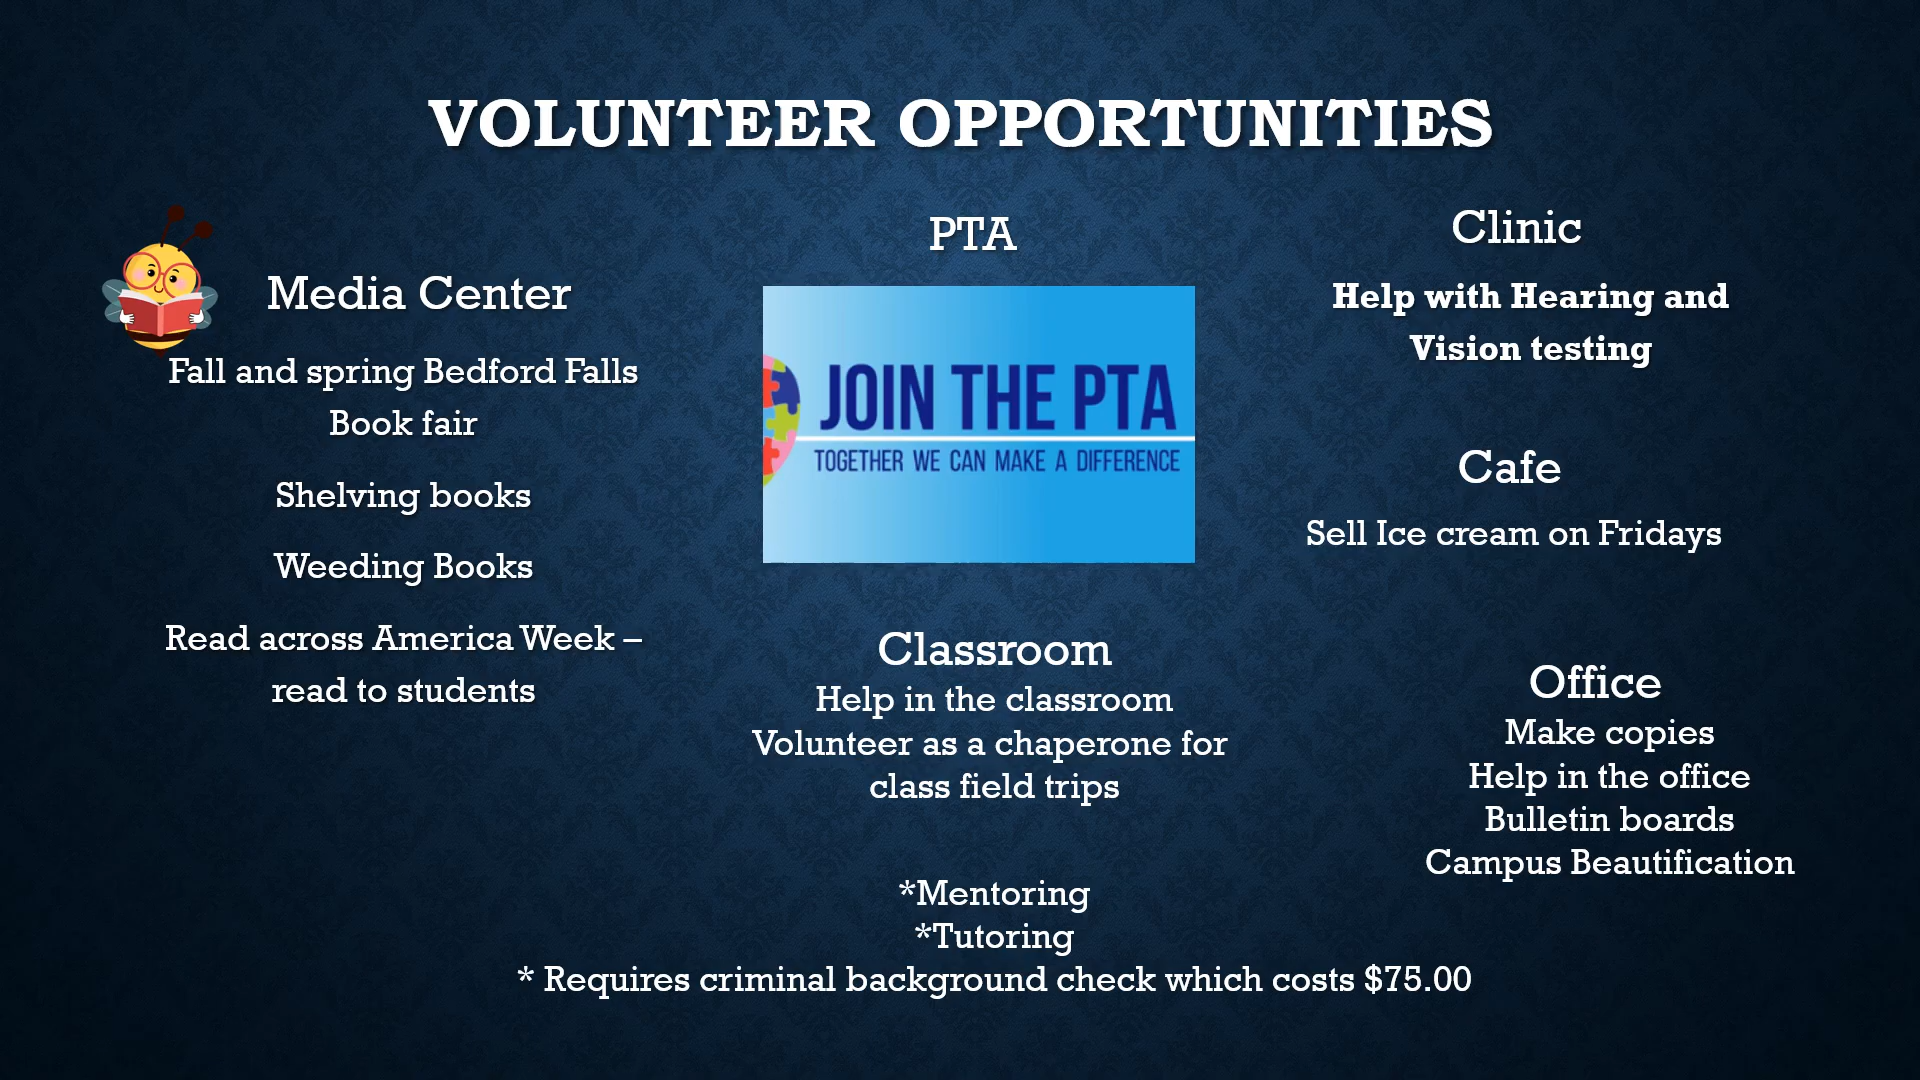 VOLUNTEER OPPORTUNITIES
Media Center
Fall and spring Bedford Falls
Book fair
Shelving books
Weeding Books
Read across America Week –
read to students
PTA
JOIN THE PTA
TOGETHER WE CAN MAKE A DIFFERENCE
Classroom
Help in the classroom
Volunteer as a chaperone for
class field trips
*Mentoring
*Tutoring
* Requires criminal background check which costs $75.00
Clinic
Help with Hearing and
Vision testing
Cafe
Sell Ice cream on Fridays
Office
Make copies
Help in the office
Bulletin boards
Campus Beautification